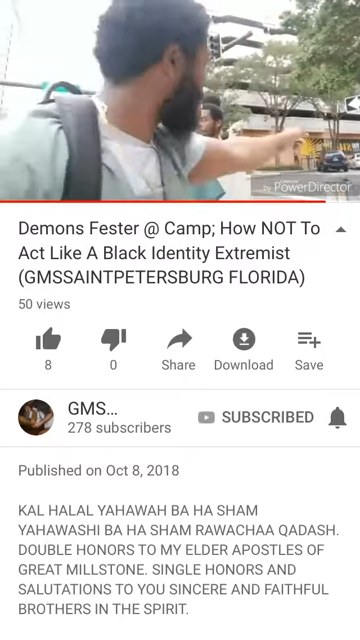 by PowerDirector
Demons Fester @ Camp; How NOT To
Act Like A Black Identity Extremist
(GMSSAINTPETERSBURG FLORIDA)
50 views
8
0
Share
Download
Save
GMS...
278 subscribers
SUBSCRIBED
Published on Oct 8, 2018
KAL HALAL YAHAWAH BA HA SHAM
YAHAWASHI BA HA SHAM RAWACHAA QADASH.
DOUBLE HONORS TO MY ELDER APOSTLES OF
GREAT MILLSTONE. SINGLE HONORS AND
SALUTATIONS TO YOU SINCERE AND FAITHFUL
BROTHERS IN THE SPIRIT.